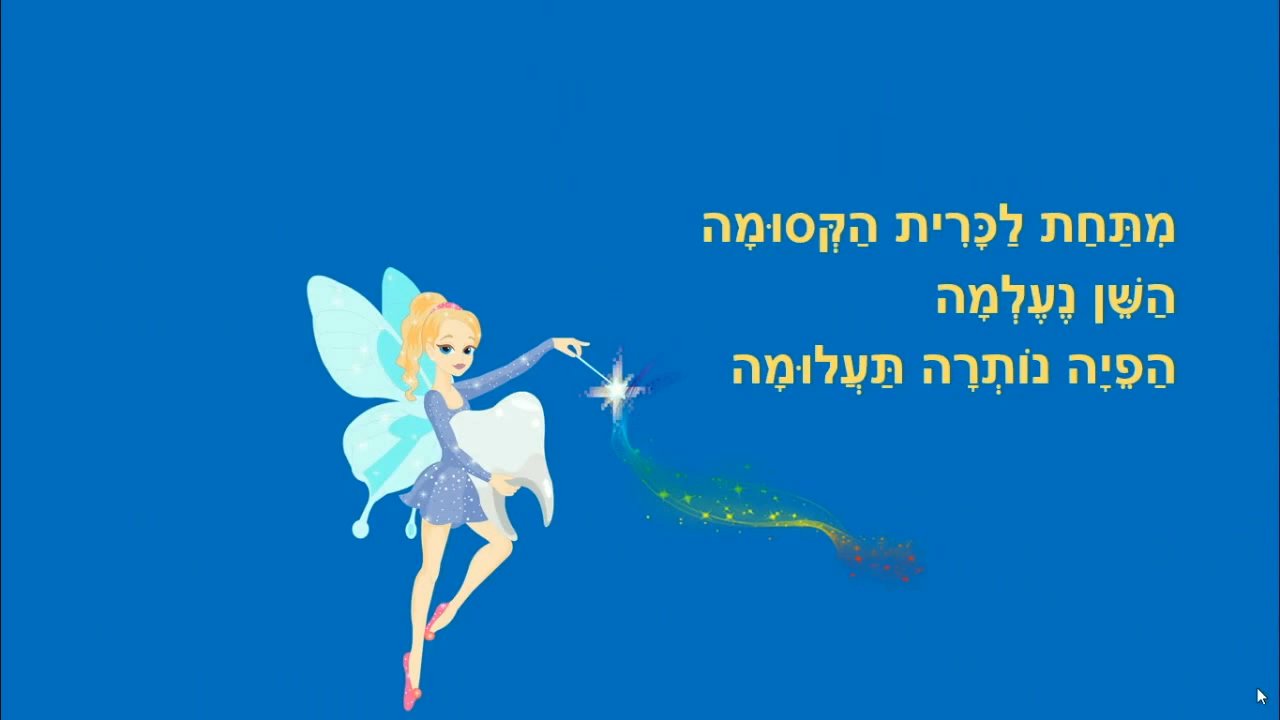 מִתַּחַת לַכָּרִית הַקְּסוּמָה
הַשֵּׁן נֶעֶלְמָה
הַפֵיָה נוֹתְרָה תַּעֲלוּמָה